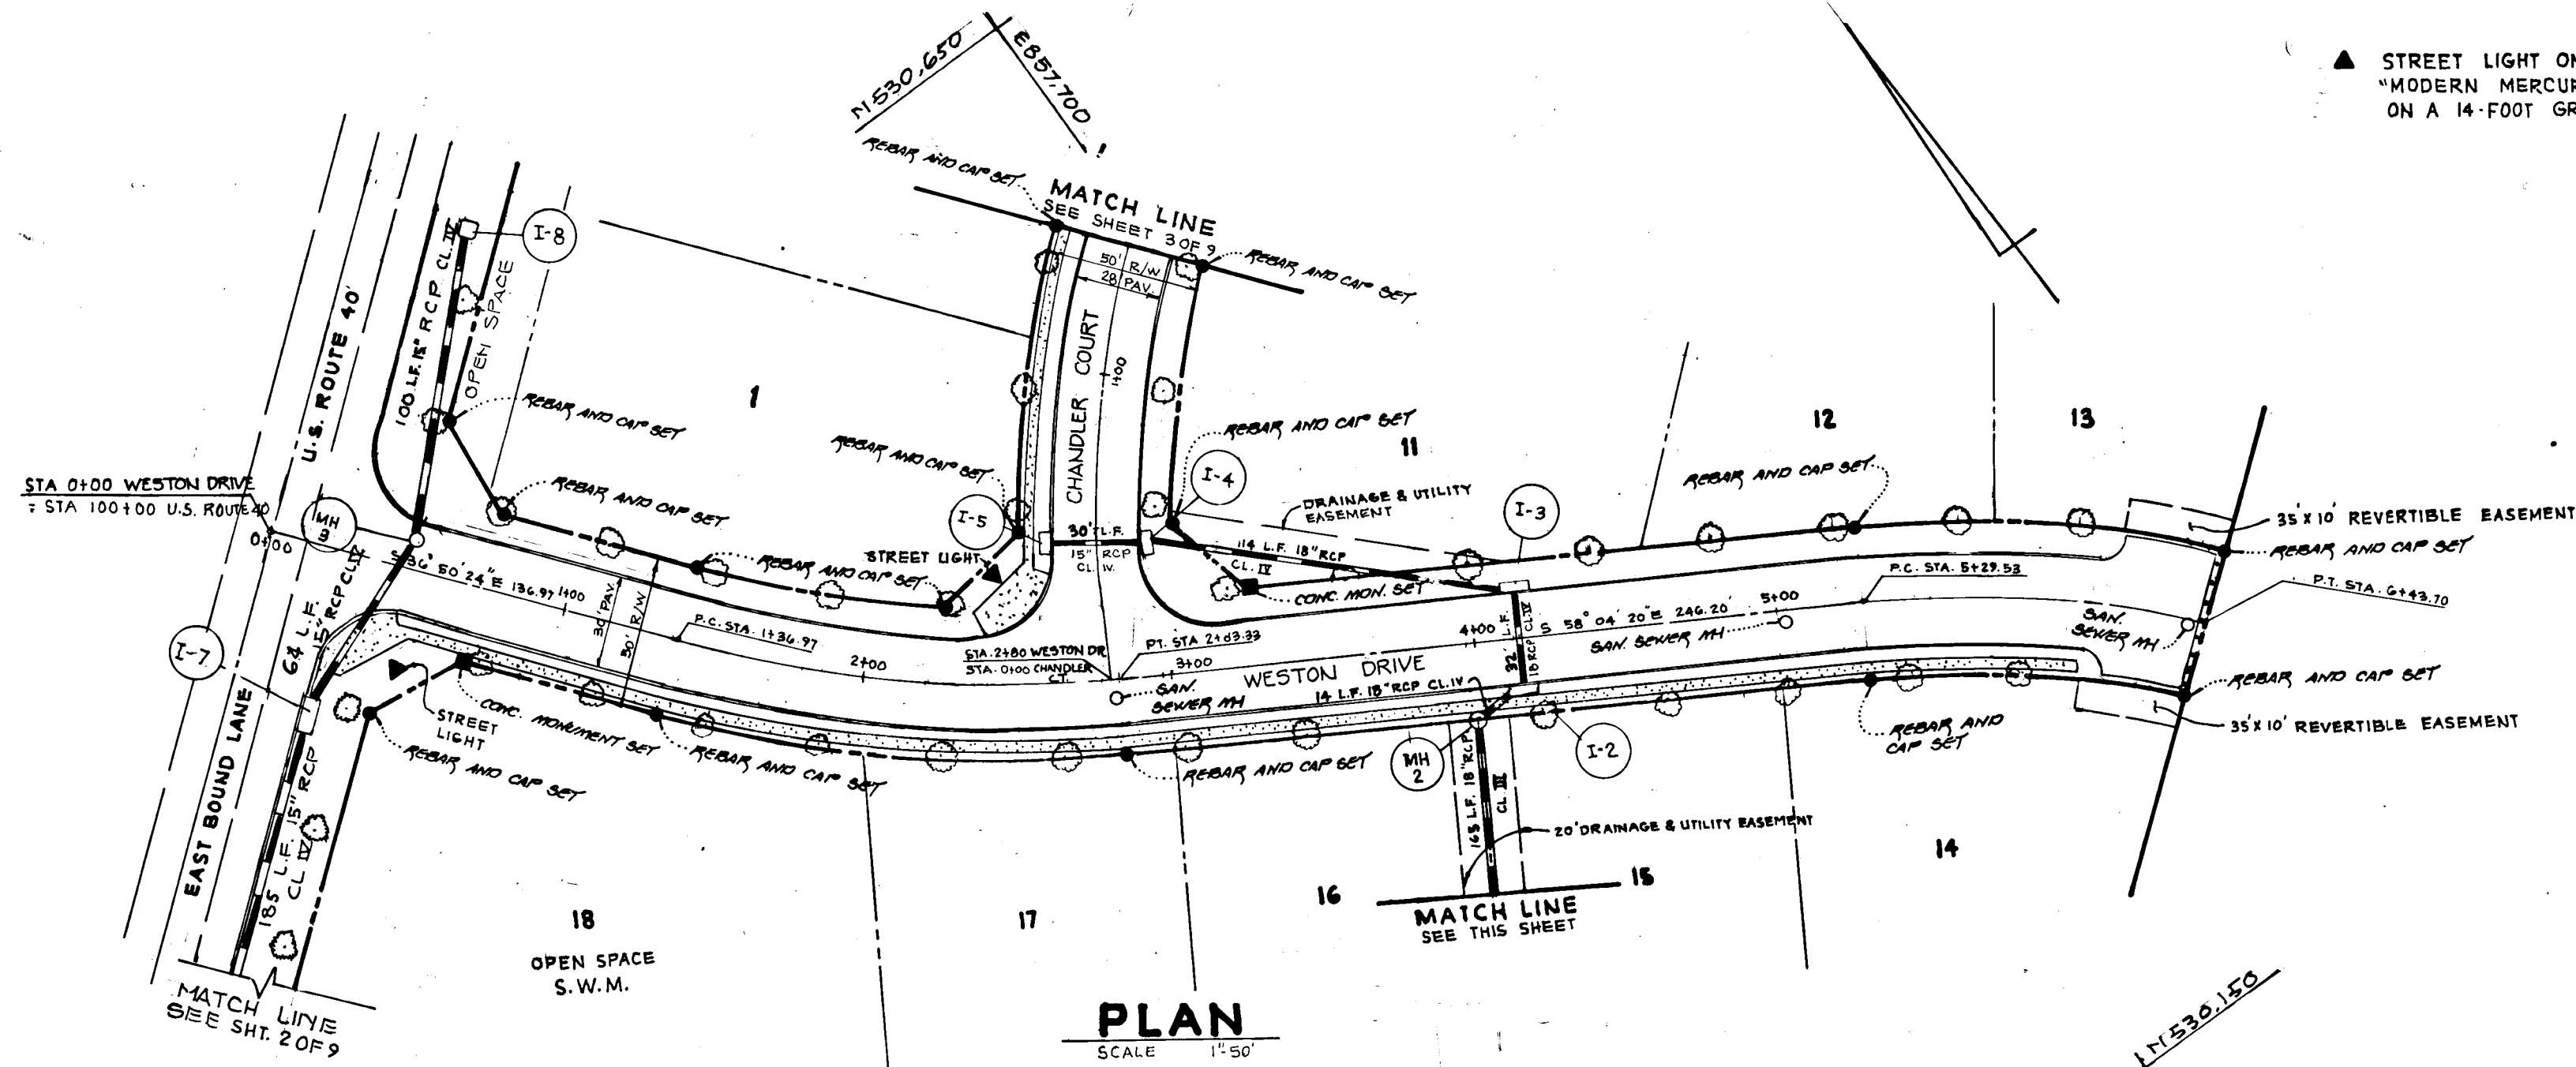 N 530,650
E 857,700
▲ STREET LIGHT ON
"MODERN MERCUR
ON A 14-FOOT GR
REBAR AND CAP SET
MATCH LINE
SEE SHEET 3 OF 9
REBAR AND CAP SET
50' R/W
28' PAV.
CHANDLER COURT
1+00
I-8
100 L.F. 15" RCP CL. IV
OPEN SPACE
U.S. ROUTE 40
REBAR AND CAP SET
REBAR AND CAP SET
1
REBAR AND CAP SET
REBAR AND CAP SET
11
12
13
REBAR AND CAP SET
I-4
I-5
I-3
DRAINAGE & UTILITY
EASEMENT
STA 0+00 WESTON DRIVE
= STA 100+00 U.S. ROUTE 40
MH
3
0+00
S 36° 50' 24" E 136.97
1+00
30' PAV.
50' R/W
P.C. STA. 1+36.97
REBAR AND CAP SET
STREET LIGHT
30' L.F.
15" RCP
CL. IV.
114 L.F. 18" RCP
CL. IV
CONC. MON. SET
35'X10' REVERTIBLE EASEMENT
REBAR AND CAP SET
P.C. STA. 5+29.53
P.T. STA. 6+43.70
2+00
STA. 2+80 WESTON DR.
STA. 0+00 CHANDLER
CT.
PT. STA 2+83.33
3+00
4+00
S 58° 04' 20" E 246.20'
5+00
SAN. SEWER MH
SAN.
SEWER MH
SAN.
SEWER MH
WESTON DRIVE
32' L.F.
18" RCP CL. IV
14 L.F. 18" RCP CL. IV
I-7
64 L.F.
15" RCP CL IV
STREET
LIGHT
CONC. MONUMENT SET
REBAR AND CAP SET
REBAR AND CAP SET
REBAR AND CAP SET
MH
2
I-2
REBAR AND
CAP SET
REBAR AND CAP SET
35'X10' REVERTIBLE EASEMENT
EAST BOUND LANE
185 L.F. 15" RCP
CL IV
165 L.F. 18" RCP
20' DRAINAGE & UTILITY EASEMENT
18
OPEN SPACE
S.W.M.
17
16
15
14
MATCH LINE
SEE THIS SHEET
MATCH LINE
SEE SHT. 2 OF 9
PLAN
SCALE 1"=50'
N 530,150